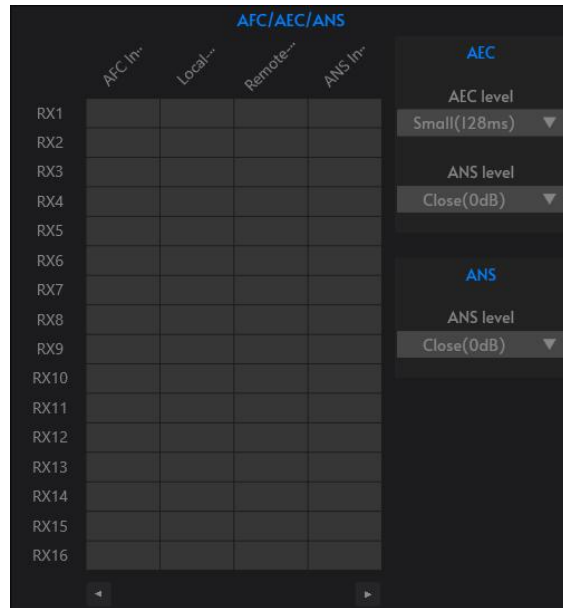 AFC/AEC/ANS
AFC In··
Local···
Remote···
ANS In··
RX1
RX2
RX3
RX4
RX5
RX6
RX7
RX8
RX9
RX10
RX11
RX12
RX13
RX14
RX15
RX16
AEC
AEC level
Small(128ms)
ANS level
Close(0dB)
ANS
ANS level
Close(0dB)